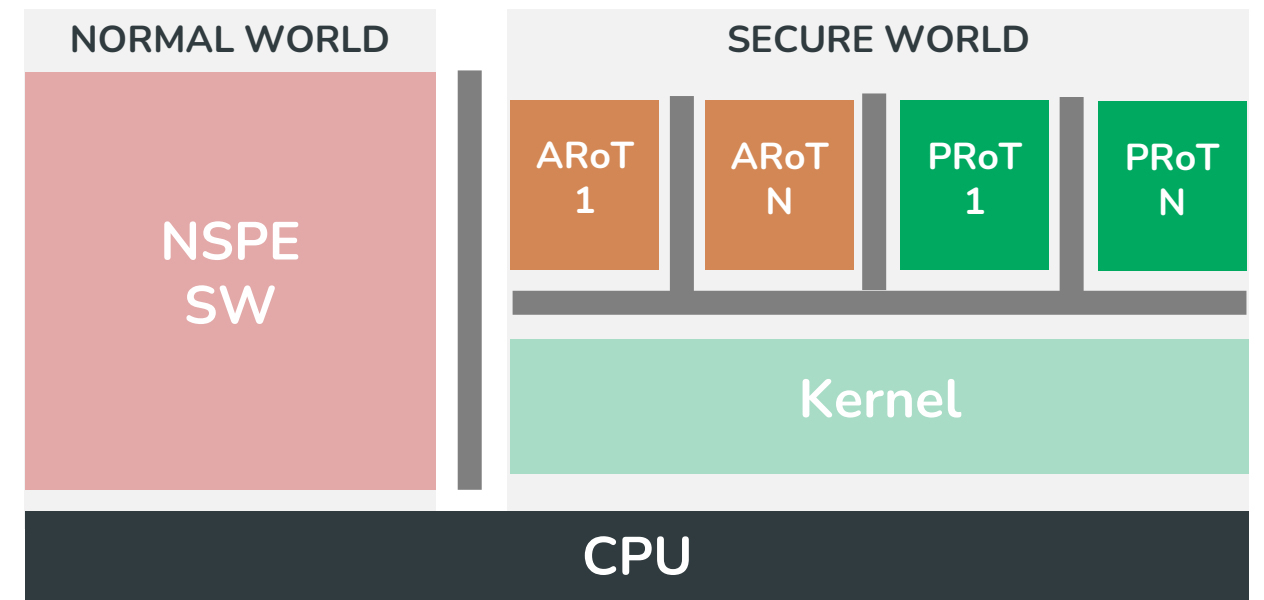 NORMAL WORLD
SECURE WORLD
NSPE
SW
ARoT
1
ARoT
N
PRoT
1
PRoT
N
Kernel
CPU